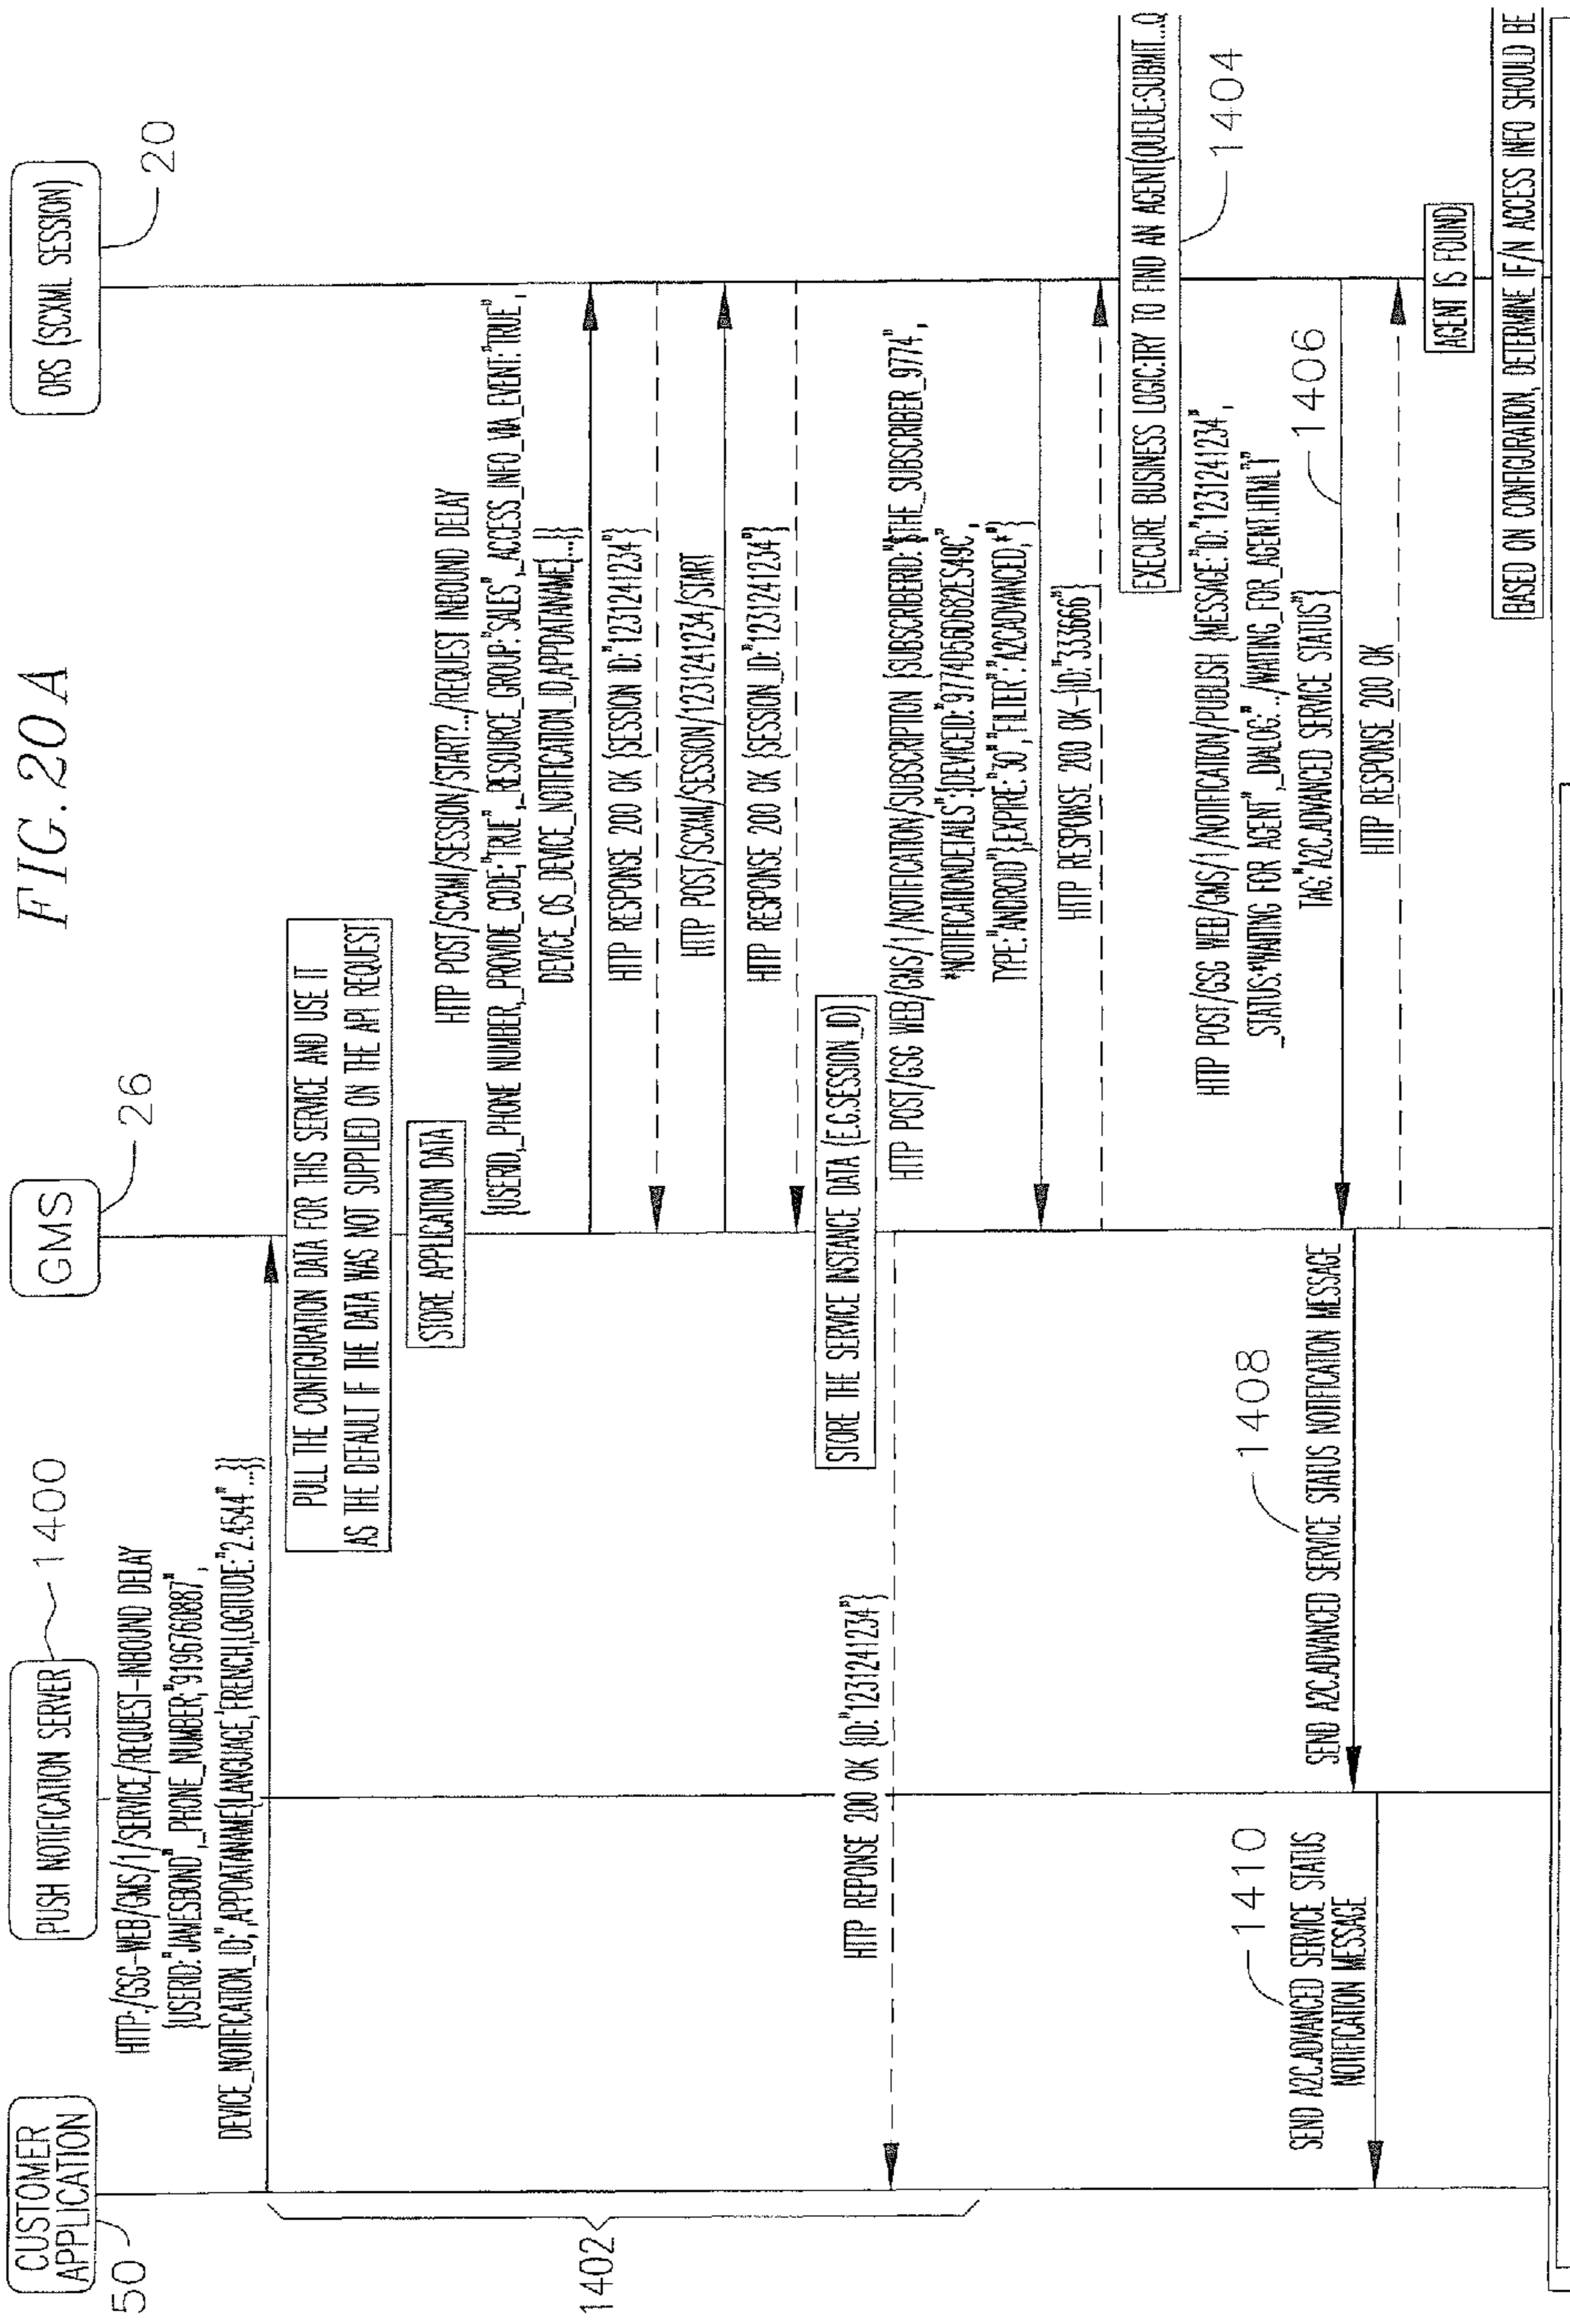 FIG. 20A
CUSTOMER
APPLICATION
50
PUSH NOTIFICATION SERVER
1400
GMS
26
ORS (SCXML SESSION)
20
HTTP:/GSG-WEB/GMS/1/SERVICE/REQUEST-INBOUND DELAY
{USERID:"JAMESBOND",_PHONE_NUMBER,"9196760887",
DEVICE_NOTIFICATION_ID;",APPDATANAME{LANGUAGE,'FRENCH,LOGITUDE:"2.4544"...}}
PULL THE CONFIGURATION DATA FOR THIS SERVICE AND USE IT
AS THE DEFAULT IF THE DATA WAS NOT SUPPLIED ON THE API REQUEST
STORE APPLICATION DATA
HTTP POST/SCXMI/SESSION/START?../REQUEST INBOUND DELAY
{USERID,_PHONE NUMBER,_PROVIDE_CODE;"TRUE",_RESOURCE_GROUP:"SALES",_ACCESS_INFO_VIA_EVENT:"TRUE",
DEVICE_OS_DEVICE_NOTIFICATION_ID,APPDATANAME{...}}
HTTP RESPONSE 200 OK {SESSION ID:"1231241234"}
HTTP POST/SCXMI/SESSION/1231241234/START
HTTP RESPONSE 200 OK {SESSION_ID:"1231241234"}
1402
STORE THE SERVICE INSTANCE DATA (E.G.SESSION_ID)
HTTP REPONSE 200 OK {ID:"1231241234"}
HTTP POST/GSG WEB/GMS/1/NOTIFICATION/SUBSCRIPTION {SUBSCRIBERID:"THE_SUBSCRIBER_9774",
"NOTIFICATIONDETAILS":{DEVICEID:"9774D56D682ES49C",
TYPE:"ANDROID"},EXPIRE:"30","FILTER":"A2CADVANCED,*"}
HTTP RESPONSE 200 OK-{ID:"333666"}
EXECURE BUSINESS LOGIC:TRY TO FIND AN AGENT(QUEUE:SUBMIT...Q
1404
HTTP POST/GSG WEB/GMS/1/NOTIFICATION/PUBLISH {MESSAGE:"ID:"1231241234",
_STATUS:"WAITING FOR AGENT",_DIALOG:"../WAITING_FOR_AGENT.HTML"}"
TAG:"A2C.ADVANCED SERVICE STATUS"}
1406
SEND A2C.ADVANCED SERVICE STATUS NOTIFICATION MESSAGE
1408
SEND A2C.ADVANCED SERVICE STATUS
NOTIFICATION MESSAGE
1410
HTTP RESPONSE 200 OK
AGENT IS FOUND
BASED ON CONFIGURATION, DETERMINE IF/N ACCESS INFO SHOULD BE